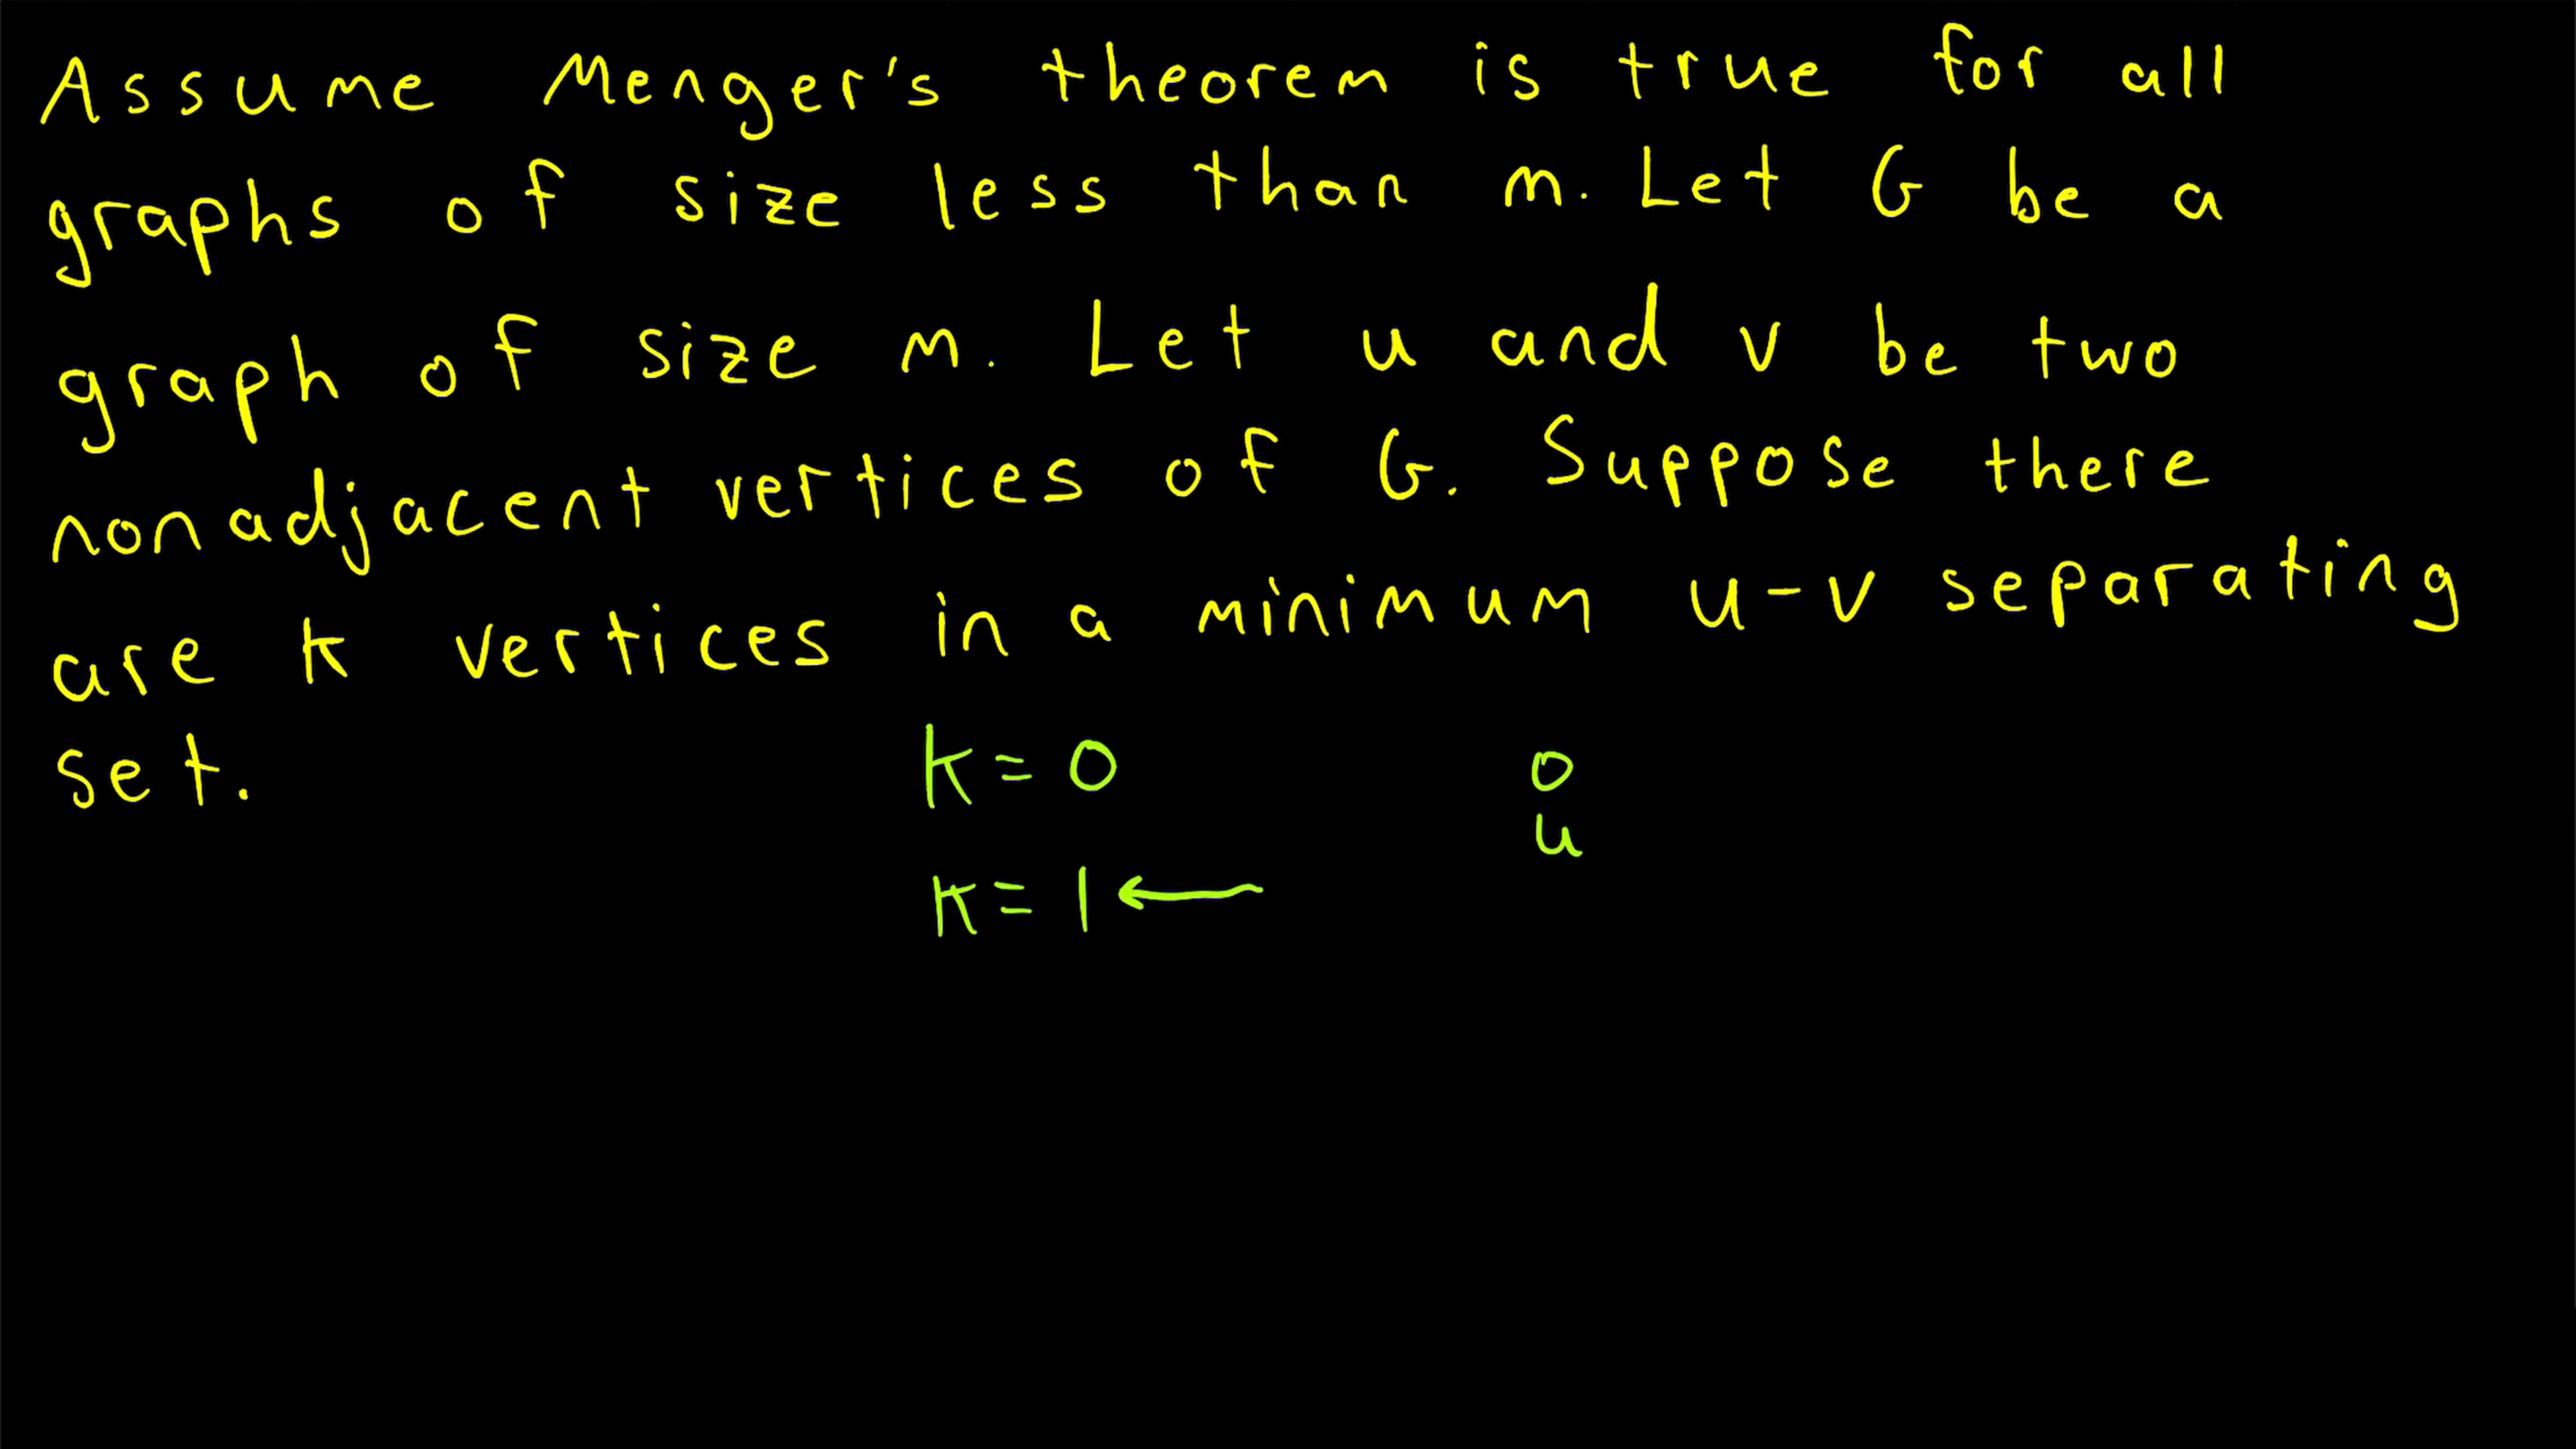 Assume Menger's theorem is true for all
graphs of size less than m. Let G be a
graph of size m. Let u and v be two
nonadjacent vertices of G. Suppose there
are k vertices in a minimum u-v separating
set.
k = 0
u
k = 1 ←